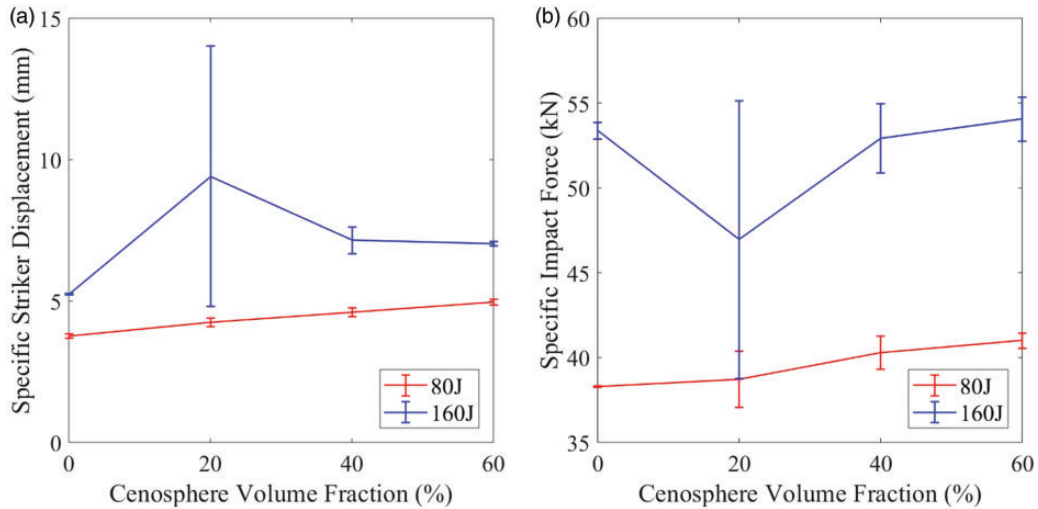 (a)
15
10
5
0
Specific Striker Displacement (mm)
0 20 40 60
Cenosphere Volume Fraction (%)
80J
160J
(b)
60
55
50
45
40
35
Specific Impact Force (kN)
0 20 40 60
Cenosphere Volume Fraction (%)
80J
160J